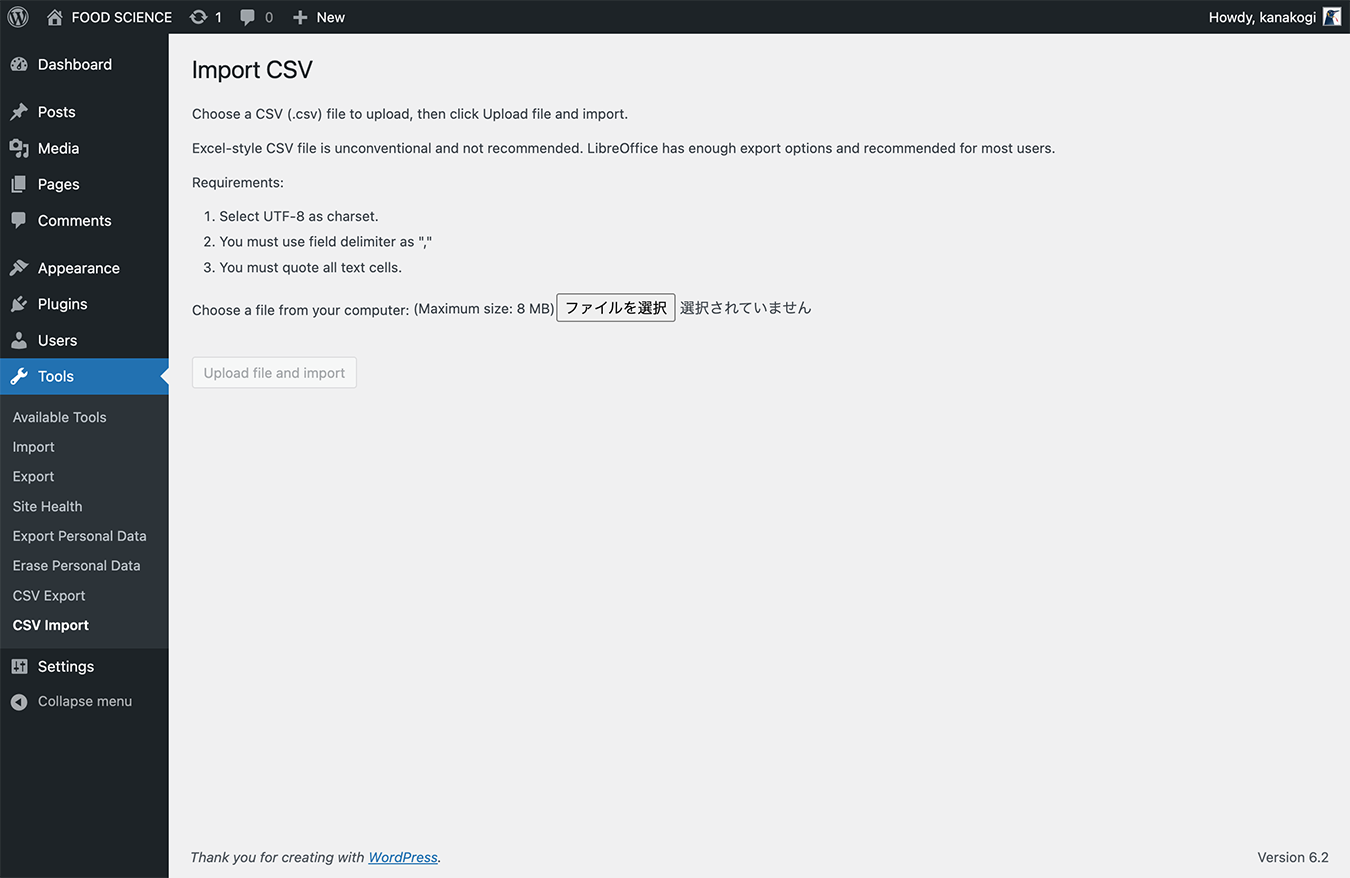 FOOD SCIENCE 1 0 New Howdy, kanakogi
Dashboard
Posts
Media
Pages
Comments
Appearance
Plugins
Users
Tools
Available Tools
Import
Export
Site Health
Export Personal Data
Erase Personal Data
CSV Export
CSV Import
Settings
Collapse menu
Import CSV
Choose a CSV (.csv) file to upload, then click Upload file and import.
Excel-style CSV file is unconventional and not recommended. LibreOffice has enough export options and recommended for most users.
Requirements:
1. Select UTF-8 as charset.
2. You must use field delimiter as ","
3. You must quote all text cells.
Choose a file from your computer: (Maximum size: 8 MB) ファイルを選択 選択されていません
Upload file and import
Thank you for creating with WordPress. Version 6.2